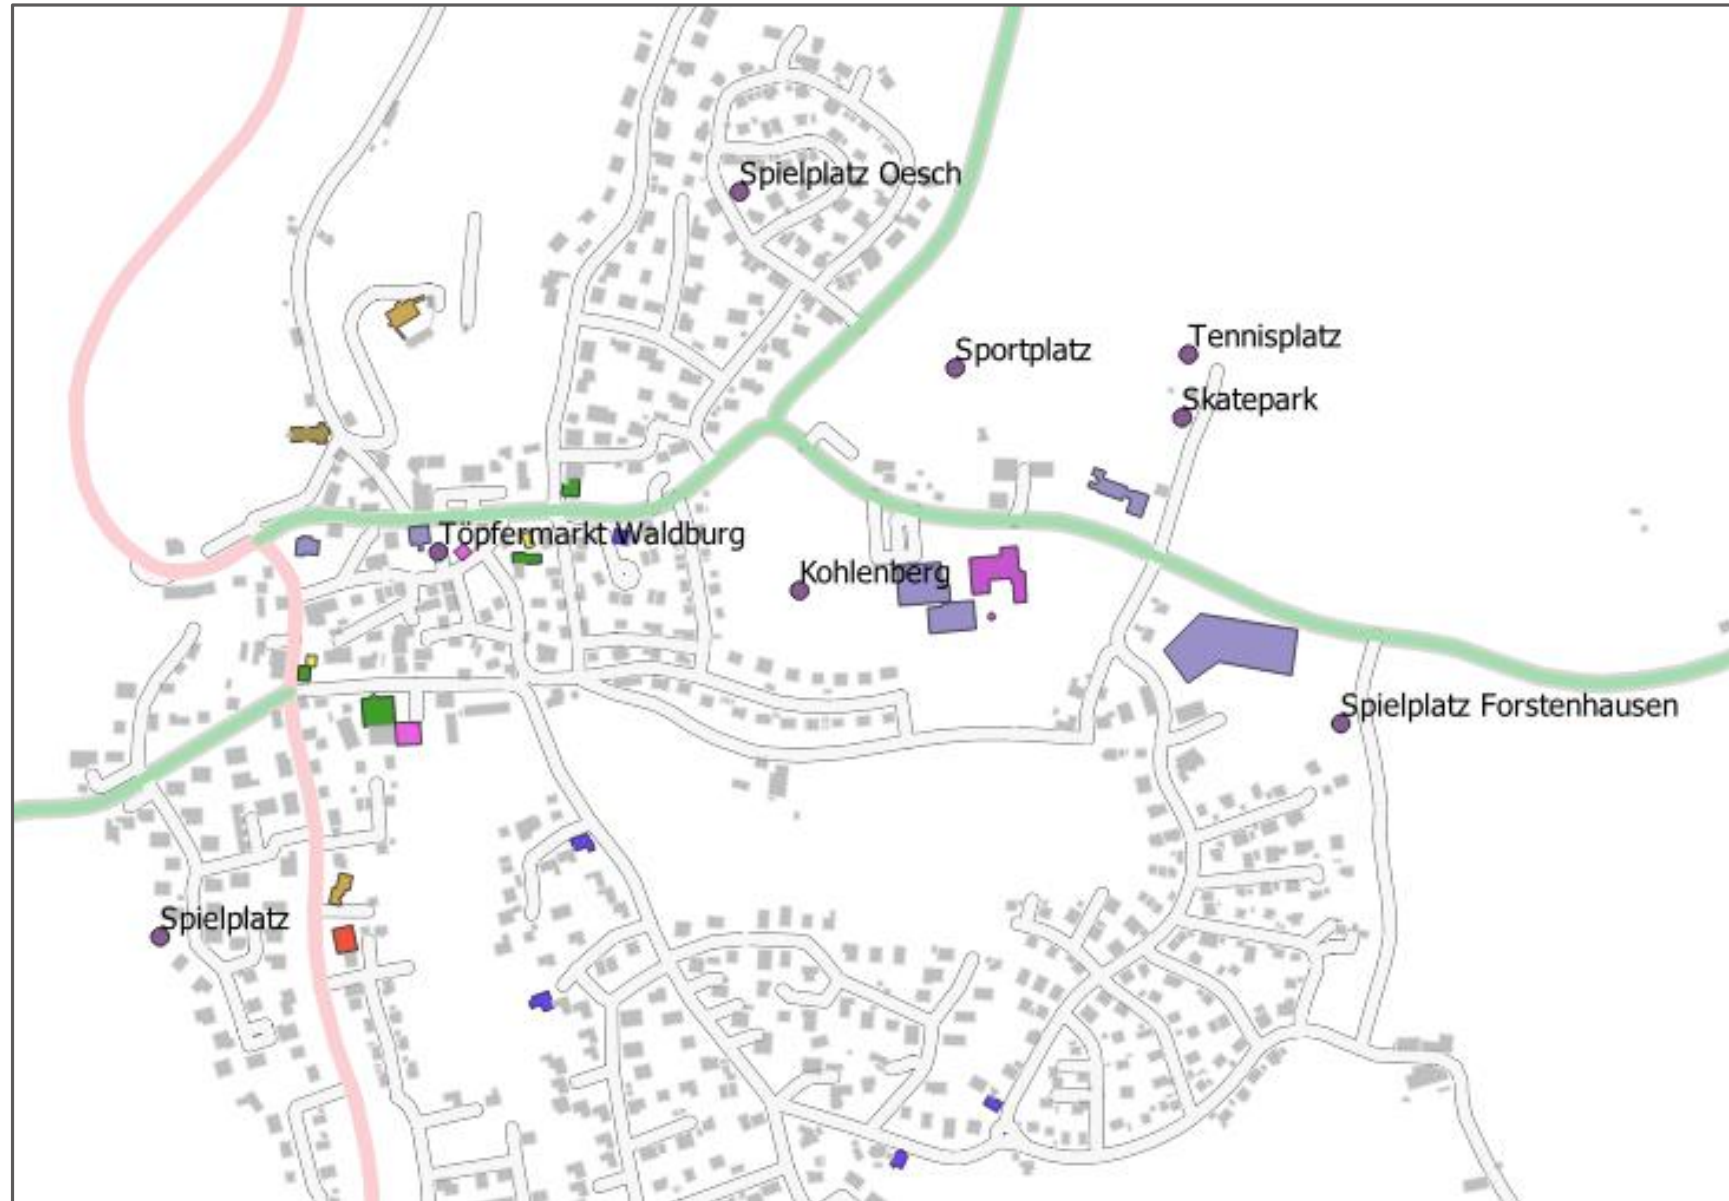 Spielplatz Oesch
Tennisplatz
Sportplatz
Skatepark
Töpfermarkt Waldburg
Kohlenberg
Spielplatz Forstenhausen
Spielplatz